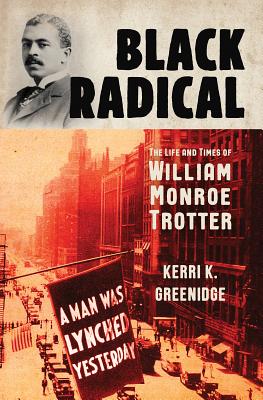 BLACK
RADICAL
THE LIFE AND TIMES OF
WILLIAM
MONROE
TROTTER
KERRI K.
GREENIDGE
A MAN WAS
LYNCHED
YESTERDAY